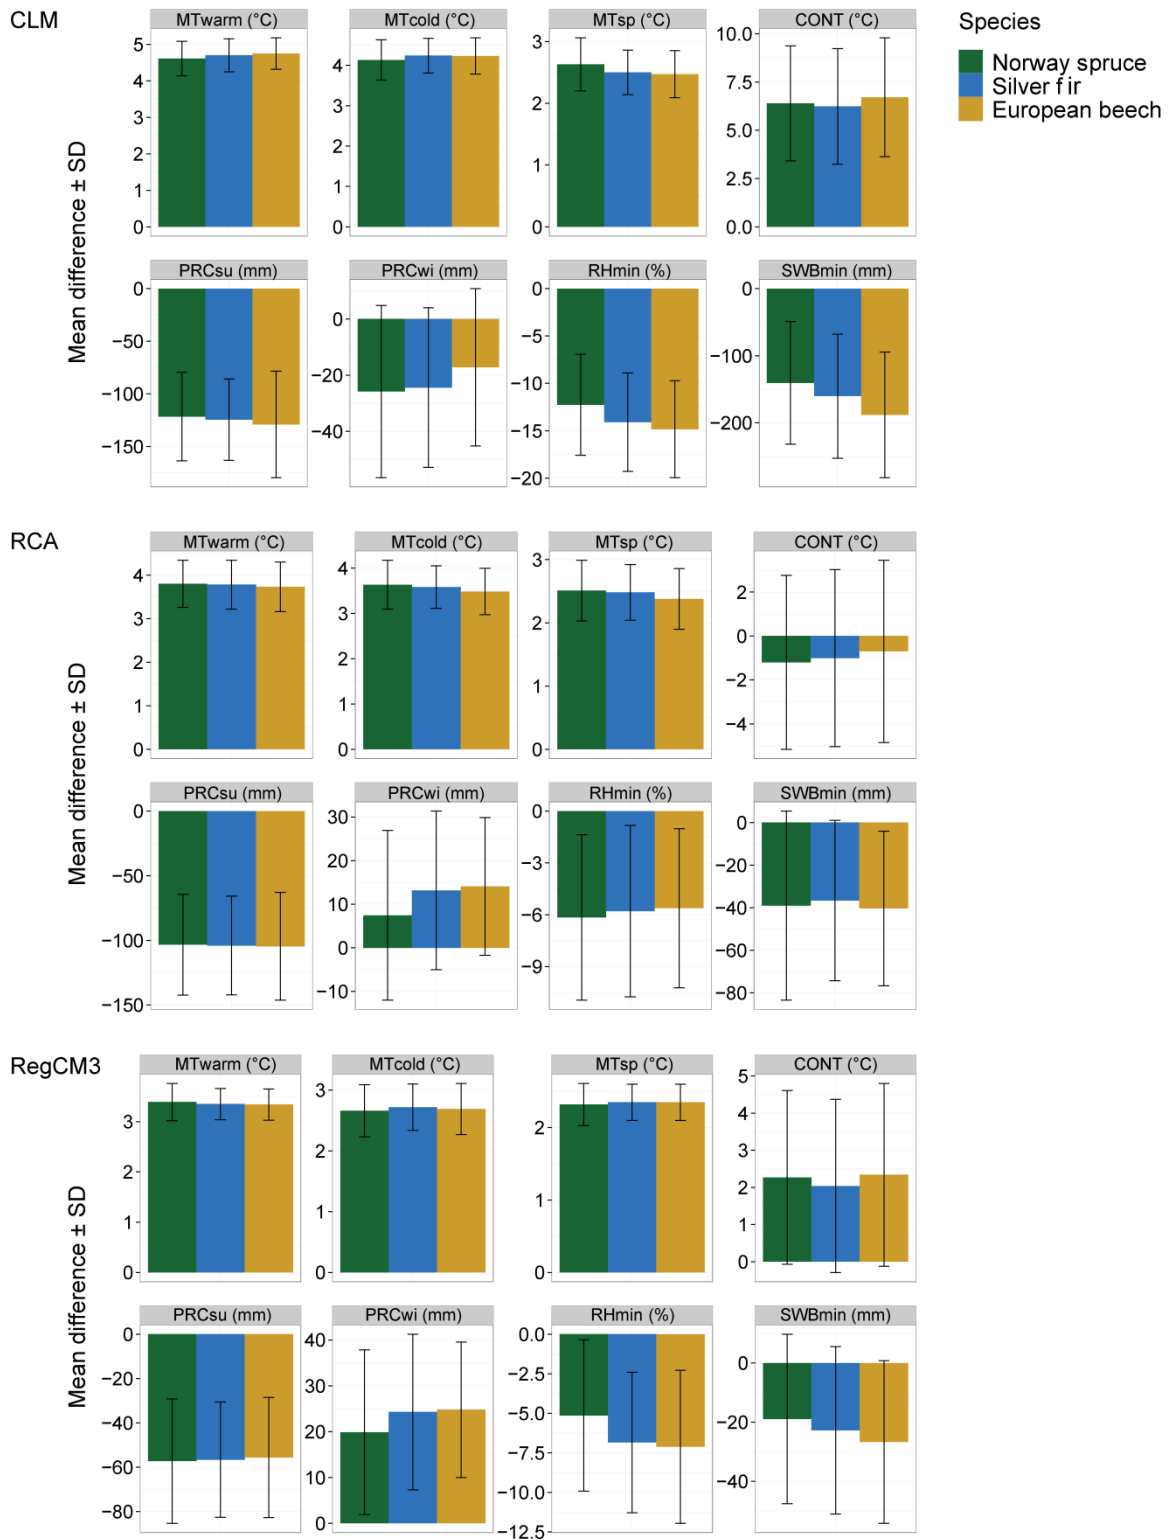 CLM
MTwarm (°C) MTcold (°C) MTsp (°C) CONT (°C)
Species
Norway spruce
Silver fir
European beech
5 4 3 2 1 0
4 3 2 1 0
3 2 1 0
10.0 7.5 5.0 2.5 0.0
Mean difference ± SD
PRCsu (mm) PRCwi (mm) RHmin (%) SWBmin (mm)
0 −50 −100 −150
0 −20 −40
0 −5 −10 −15 −20
0 −100 −200
RCA
MTwarm (°C) MTcold (°C) MTsp (°C) CONT (°C)
4 3 2 1 0
4 3 2 1 0
3 2 1 0
2 0 −2 −4
Mean difference ± SD
PRCsu (mm) PRCwi (mm) RHmin (%) SWBmin (mm)
0 −50 −100 −150
30 20 10 0 −10
0 −3 −6 −9
0 −20 −40 −60 −80
RegCM3
MTwarm (°C) MTcold (°C) MTsp (°C) CONT (°C)
3 2 1 0
3 2 1 0
2 1 0
5 4 3 2 1 0
Mean difference ± SD
PRCsu (mm) PRCwi (mm) RHmin (%) SWBmin (mm)
0 −20 −40 −60 −80
40 30 20 10 0
0.0 −2.5 −5.0 −7.5 −10.0 −12.5
0 −20 −40